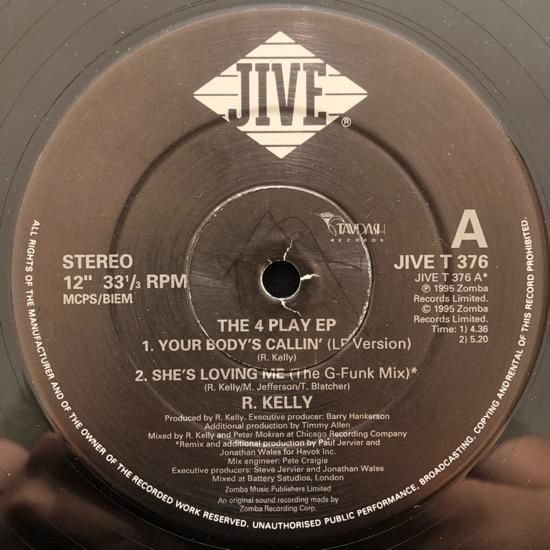 JIVE
®
TAVDASH
RECORDS
A
STEREO
12" 33¹/₃ RPM
MCPS/BIEM
JIVE T 376
JIVE T 376 A*
℗ 1995 Zomba
Records Limited.
© 1995 Zomba
Records Limited.
Time: 1) 4.36
2) 5.20
THE 4 PLAY EP
1. YOUR BODY'S CALLIN' (LP Version)
(R. Kelly)
2. SHE'S LOVING ME (The G-Funk Mix)*
(R. Kelly/M. Jefferson/T. Blatcher)
R. KELLY
Produced by R. Kelly. Executive producer: Barry Hankerson
Additional production by Timmy Allen
Mixed by R. Kelly and Peter Mokran at Chicago Recording Company
*Remix and additional production by Paul Jervier and
Jonathan Wales for Havok Inc.
Mix engineer: Pete Craigie
Executive producers: Steve Jervier and Jonathan Wales
Mixed at Battery Satudios, London
Zomba Music Publishers Limited
An original sound recording made by
Zomba Recording Corp.
ALL RIGHTS OF THE MANUFACTURER AND OF THE OWNER OF THE RECORDED WORK RESERVED. UNAUTHORISED PUBLIC PERFORMANCE, BROADCASTING, COPYING AND RENTAL OF THIS RECORD PROHIBITED.